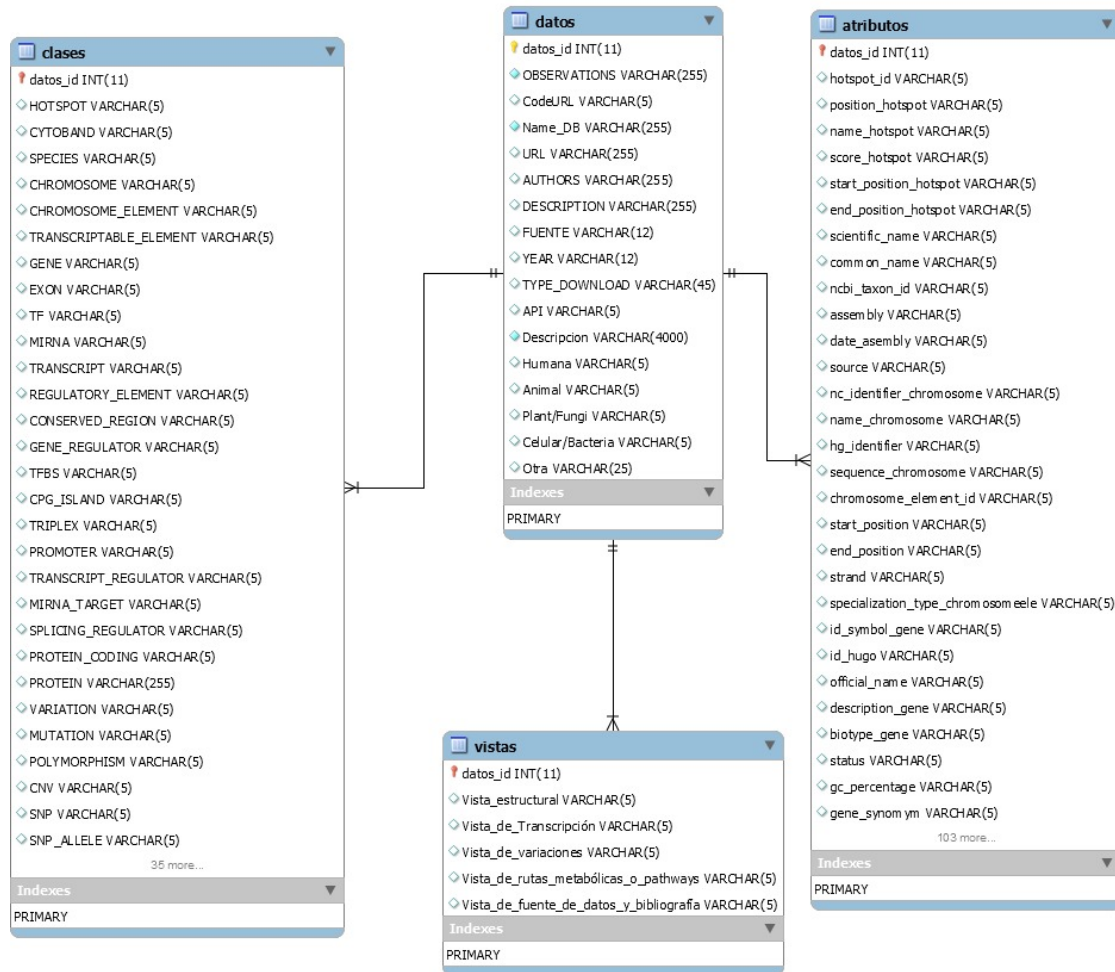 clases
datos_id INT(11)
HOTSPOT VARCHAR(5)
CYTOBAND VARCHAR(5)
SPECIES VARCHAR(5)
CHROMOSOME VARCHAR(5)
CHROMOSOME_ELEMENT VARCHAR(5)
TRANSCRIPTABLE_ELEMENT VARCHAR(5)
GENE VARCHAR(5)
EXON VARCHAR(5)
TF VARCHAR(5)
MIRNA VARCHAR(5)
TRANSCRIPT VARCHAR(5)
REGULATORY_ELEMENT VARCHAR(5)
CONSERVED_REGION VARCHAR(5)
GENE_REGULATOR VARCHAR(5)
TFBS VARCHAR(5)
CPG_ISLAND VARCHAR(5)
TRIPLEX VARCHAR(5)
PROMOTER VARCHAR(5)
TRANSCRIPT_REGULATOR VARCHAR(5)
MIRNA_TARGET VARCHAR(5)
SPLICING_REGULATOR VARCHAR(5)
PROTEIN_CODING VARCHAR(5)
PROTEIN VARCHAR(255)
VARIATION VARCHAR(5)
MUTATION VARCHAR(5)
POLYMORPHISM VARCHAR(5)
CNV VARCHAR(5)
SNP VARCHAR(5)
SNP_ALLELE VARCHAR(5)
35 more...
Indexes
PRIMARY
datos
datos_id INT(11)
OBSERVATIONS VARCHAR(255)
CodeURL VARCHAR(5)
Name_DB VARCHAR(255)
URL VARCHAR(255)
AUTHORS VARCHAR(255)
DESCRIPTION VARCHAR(255)
FUENTE VARCHAR(12)
YEAR VARCHAR(12)
TYPE_DOWNLOAD VARCHAR(45)
API VARCHAR(5)
Descripcion VARCHAR(4000)
Humana VARCHAR(5)
Animal VARCHAR(5)
Plant/Fungi VARCHAR(5)
Celular/Bacteria VARCHAR(5)
Otra VARCHAR(25)
Indexes
PRIMARY
vistas
datos_id INT(11)
Vista_estructural VARCHAR(5)
Vista_de_Transcripción VARCHAR(5)
Vista_de_variaciones VARCHAR(5)
Vista_de_rutas_metabólicas_o_pathways VARCHAR(5)
Vista_de_fuente_de_datos_y_bibliografía VARCHAR(5)
Indexes
PRIMARY
atributos
datos_id INT(11)
hotspot_id VARCHAR(5)
position_hotspot VARCHAR(5)
name_hotspot VARCHAR(5)
score_hotspot VARCHAR(5)
start_position_hotspot VARCHAR(5)
end_position_hotspot VARCHAR(5)
scientific_name VARCHAR(5)
common_name VARCHAR(5)
ncbi_taxon_id VARCHAR(5)
assembly VARCHAR(5)
date_asembly VARCHAR(5)
source VARCHAR(5)
nc_identifier_chromosome VARCHAR(5)
name_chromosome VARCHAR(5)
hg_identifier VARCHAR(5)
sequence_chromosome VARCHAR(5)
chromosome_element_id VARCHAR(5)
start_position VARCHAR(5)
end_position VARCHAR(5)
strand VARCHAR(5)
specialization_type_chromosomeele VARCHAR(5)
id_symbol_gene VARCHAR(5)
id_hugo VARCHAR(5)
official_name VARCHAR(5)
description_gene VARCHAR(5)
biotype_gene VARCHAR(5)
status VARCHAR(5)
gc_percentage VARCHAR(5)
gene_synomym VARCHAR(5)
103 more...
Indexes
PRIMARY